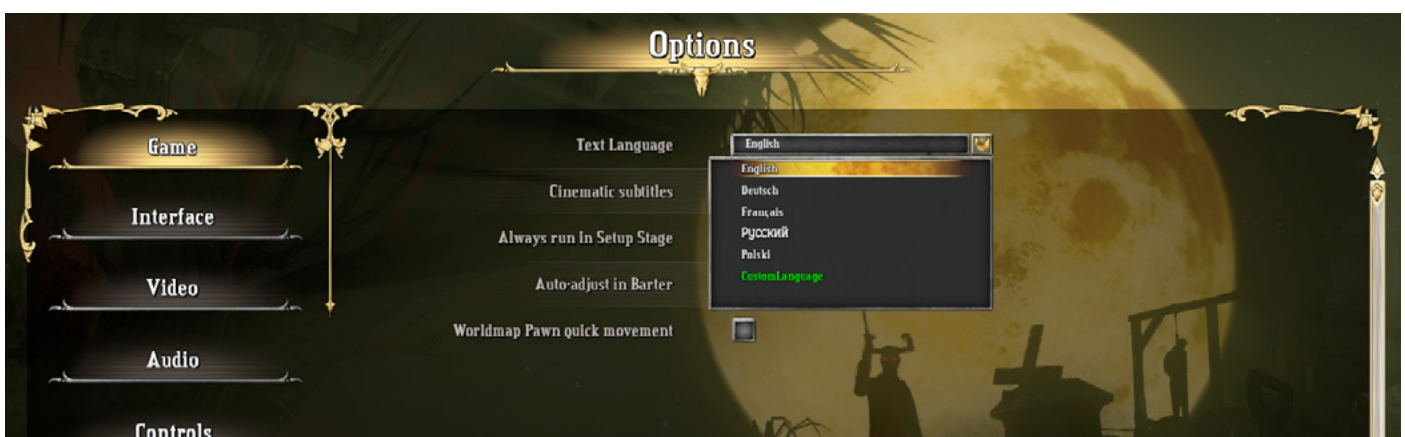 Options
Game
Interface
Video
Audio
Controls
Text Language
English
English
Deutsch
Français
Русский
Polski
CustomLanguage
Cinematic subtitles
Always run in Setup Stage
Auto-adjust in Barter
Worldmap Pawn quick movement